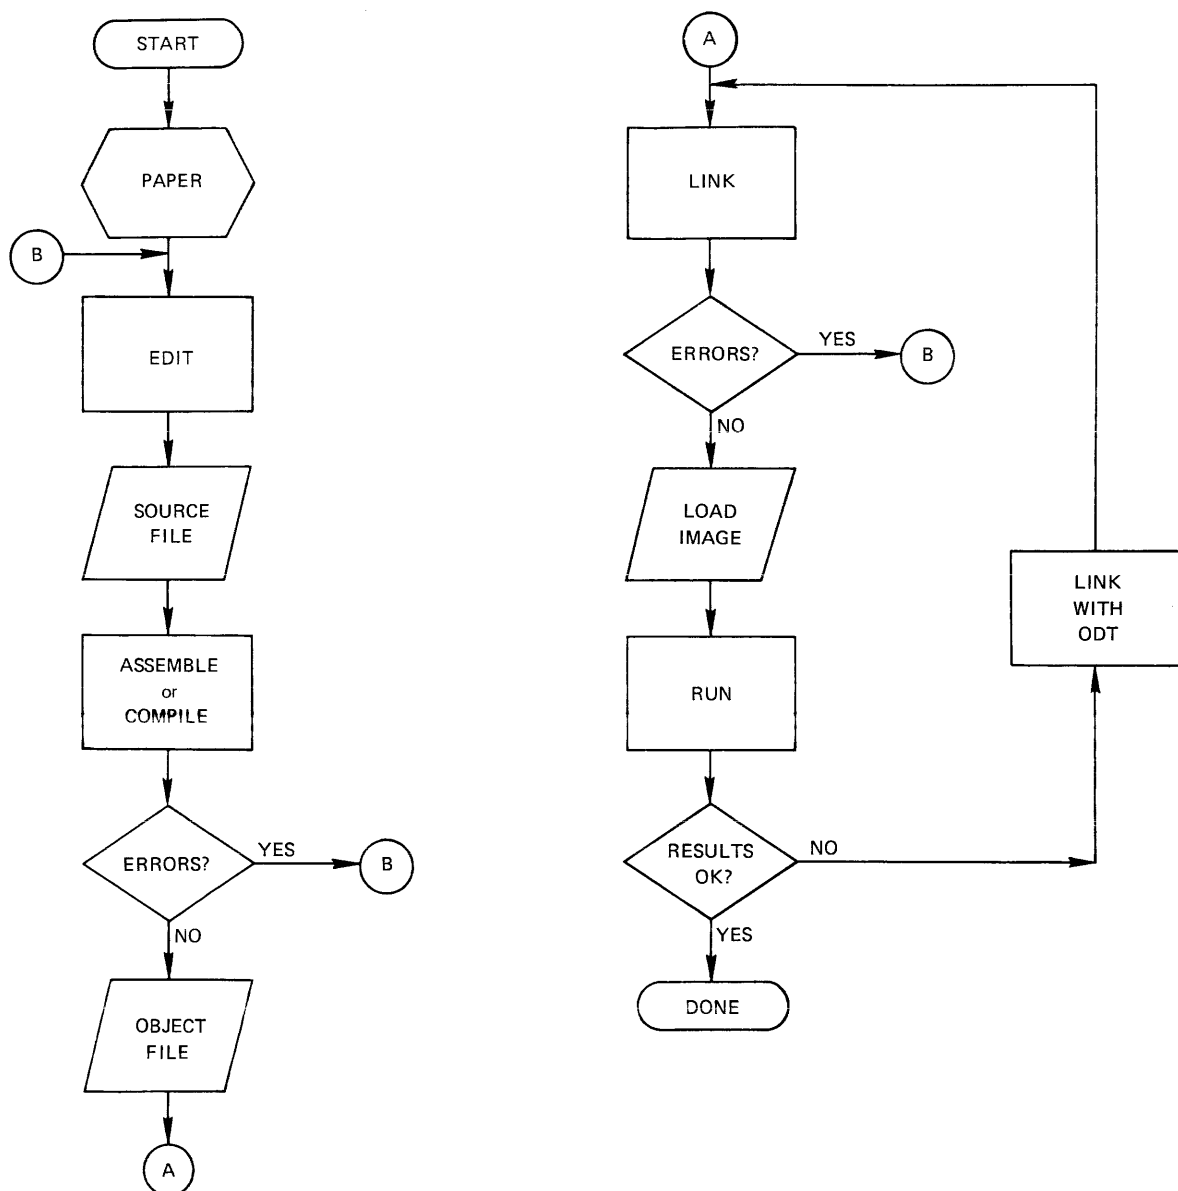 START
PAPER
B
EDIT
SOURCE
FILE
ASSEMBLE
or
COMPILE
ERRORS?
YES
B
NO
OBJECT
FILE
A
A
LINK
ERRORS?
YES
B
NO
LOAD
IMAGE
LINK
WITH
ODT
RUN
RESULTS
OK?
NO
YES
DONE